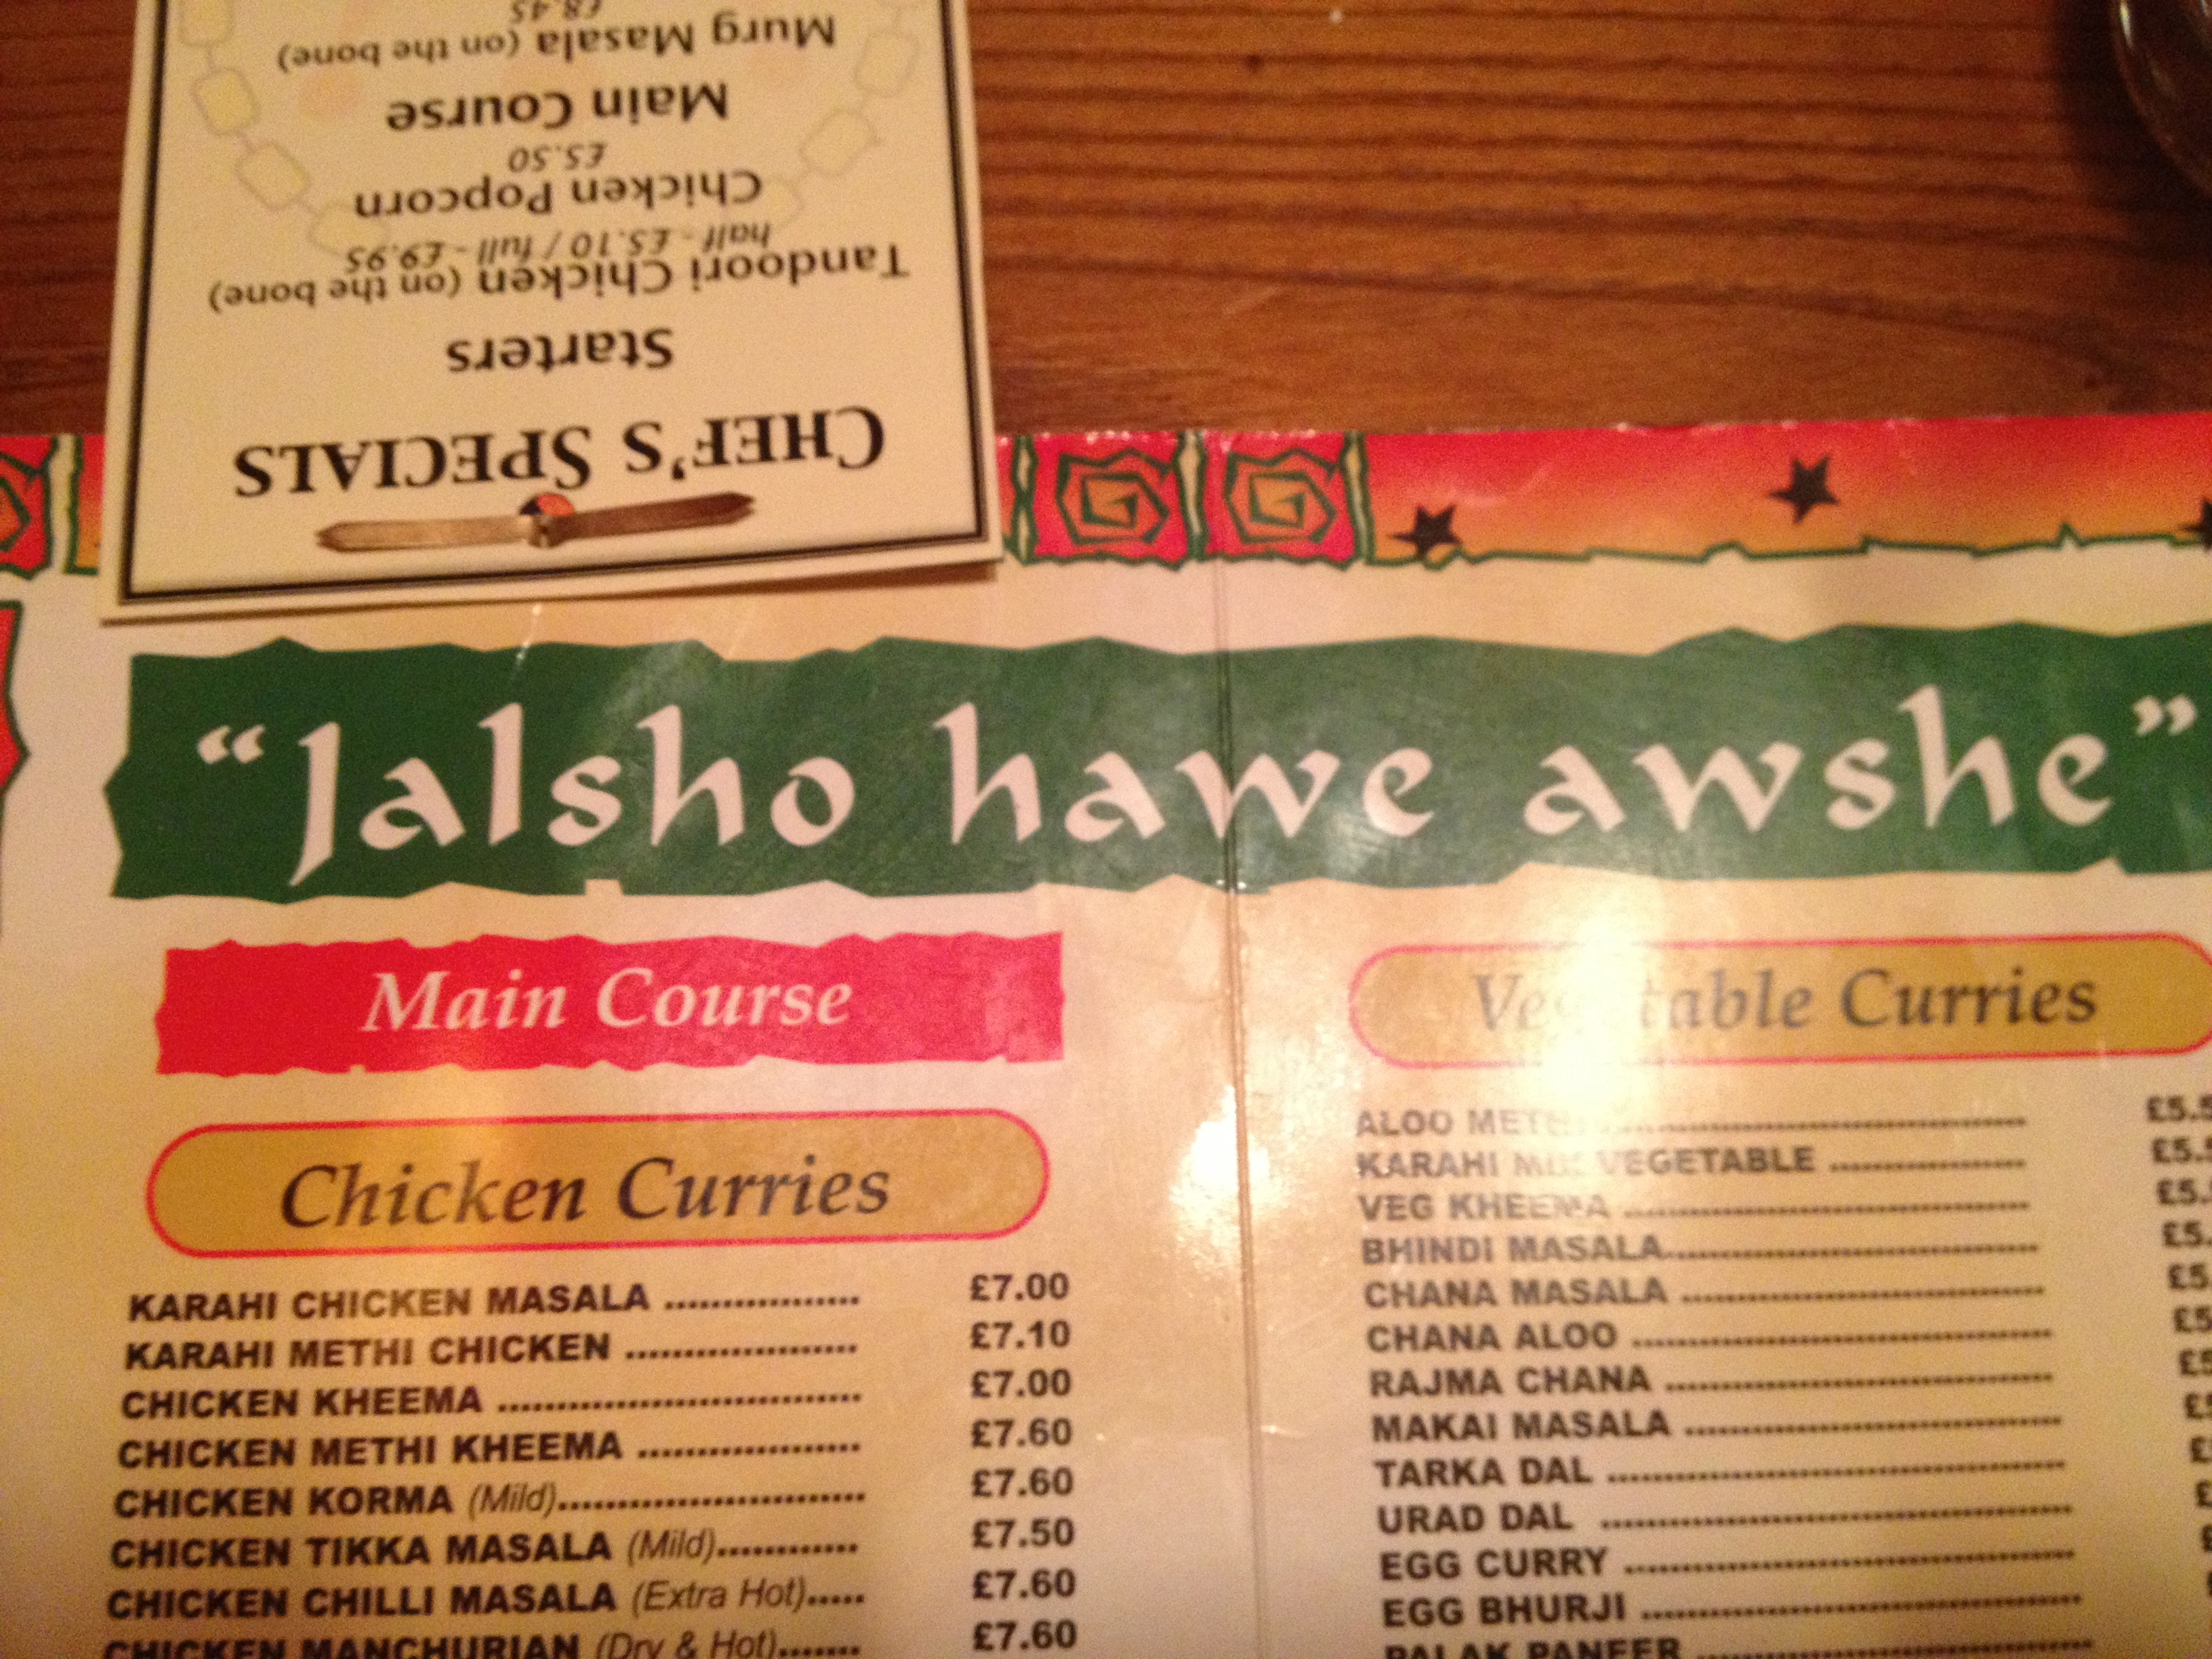 CHEF'S SPECIALS
Starters
Tandoori Chicken (on the bone)
half - £5.10 / full - £9.95
Chicken Popcorn
£5.50
Main Course
Murg Masala (on the bone)
£8.45
"Jalsho hawe awshe"
Main Course
Chicken Curries
KARAHI CHICKEN MASALA .................. £7.00
KARAHI METHI CHICKEN ..................... £7.10
CHICKEN KHEEMA ................................. £7.00
CHICKEN METHI KHEEMA .................... £7.60
CHICKEN KORMA (Mild).......................... £7.60
CHICKEN TIKKA MASALA (Mild)............ £7.50
CHICKEN CHILLI MASALA (Extra Hot)..... £7.60
CHICKEN MANCHURIAN (Dry & Hot)....... £7.60
Vegetable Curries
ALOO METHI
KARAHI MIX VEGETABLE ....................
VEG KHEEMA ..........................................
BHINDI MASALA.....................................
CHANA MASALA ....................................
CHANA ALOO .........................................
RAJMA CHANA ......................................
MAKAI MASALA .....................................
TARKA DAL ............................................
URAD DAL .............................................
EGG CURRY ...........................................
EGG BHURJI ..........................................
PALAK PANEER .....................................